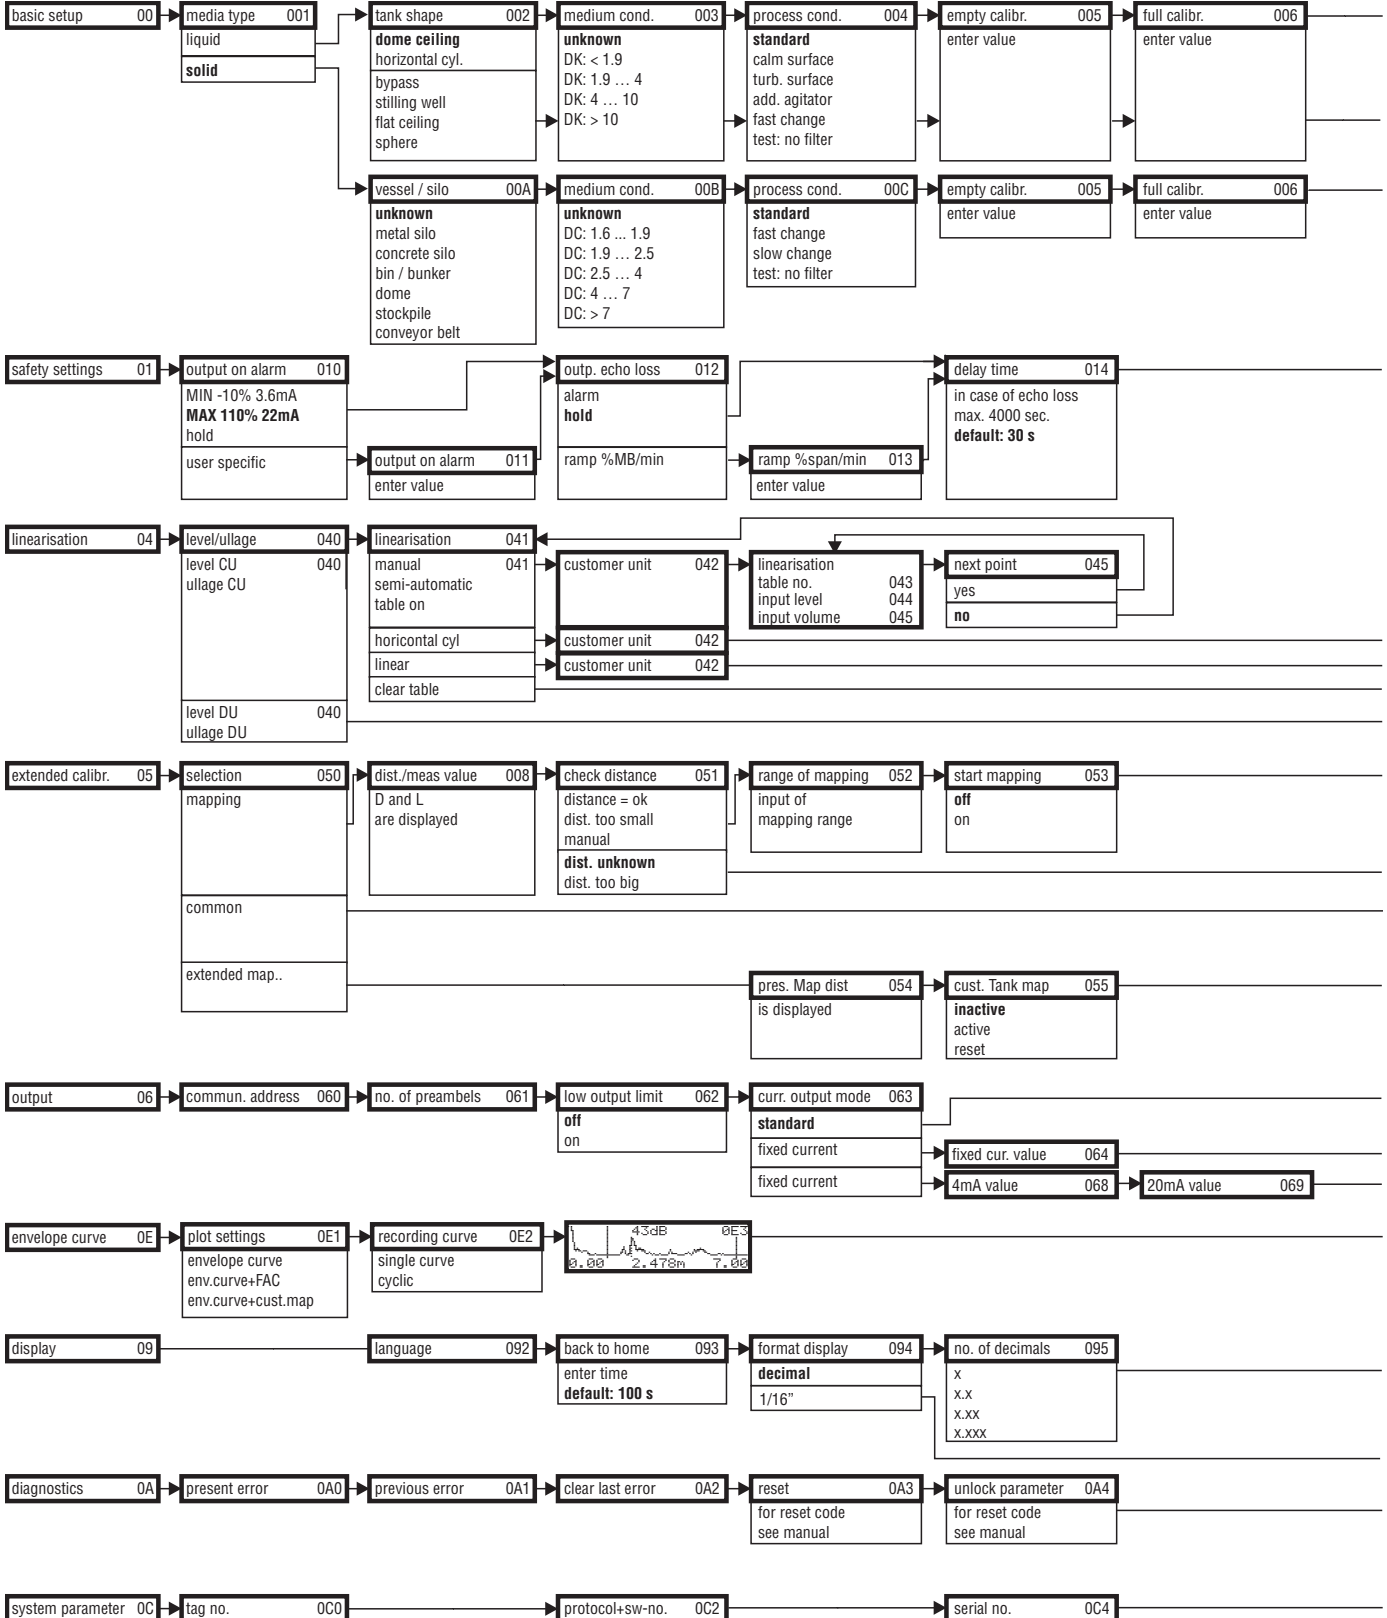 basic setup 00
media type 001
liquid
solid
tank shape 002
dome ceiling
horizontal cyl.
bypass
stilling well
flat ceiling
sphere
medium cond. 003
unknown
DK: < 1.9
DK: 1.9 … 4
DK: 4 … 10
DK: > 10
process cond. 004
standard
calm surface
turb. surface
add. agitator
fast change
test: no filter
empty calibr. 005
enter value
full calibr. 006
enter value
vessel / silo 00A
unknown
metal silo
concrete silo
bin / bunker
dome
stockpile
conveyor belt
medium cond. 00B
unknown
DC: 1.6 ... 1.9
DC: 1.9 … 2.5
DC: 2.5 … 4
DC: 4 … 7
DC: > 7
process cond. 00C
standard
fast change
slow change
test: no filter
empty calibr. 005
enter value
full calibr. 006
enter value
safety settings 01
output on alarm 010
MIN -10% 3.6mA
MAX 110% 22mA
hold
user specific
output on alarm 011
enter value
outp. echo loss 012
alarm
hold
ramp %MB/min
ramp %span/min 013
enter value
delay time 014
in case of echo loss
max. 4000 sec.
default: 30 s
linearisation 04
level/ullage 040
level CU 040
ullage CU
level DU 040
ullage DU
linearisation 041
manual 041
semi-automatic
table on
horicontal cyl
linear
clear table
customer unit 042
customer unit 042
customer unit 042
linearisation
table no. 043
input level 044
input volume 045
next point 045
yes
no
extended calibr. 05
selection 050
mapping
common
extended map..
dist./meas value 008
D and L
are displayed
check distance 051
distance = ok
dist. too small
manual
dist. unknown
dist. too big
range of mapping 052
input of
mapping range
start mapping 053
off
on
pres. Map dist 054
is displayed
cust. Tank map 055
inactive
active
reset
output 06
commun. address 060
no. of preambels 061
low output limit 062
off
on
curr. output mode 063
standard
fixed current
fixed current
fixed cur. value 064
4mA value 068
20mA value 069
envelope curve 0E
plot settings 0E1
envelope curve
env.curve+FAC
env.curve+cust.map
recording curve 0E2
single curve
cyclic
43dB 0E3
0.00 2.478m 7.00
display 09
language 092
back to home 093
enter time
default: 100 s
format display 094
decimal
1/16”
no. of decimals 095
x
x.x
x.xx
x.xxx
diagnostics 0A
present error 0A0
previous error 0A1
clear last error 0A2
reset 0A3
for reset code
see manual
unlock parameter 0A4
for reset code
see manual
system parameter 0C
tag no. 0C0
protocol+sw-no. 0C2
serial no. 0C4